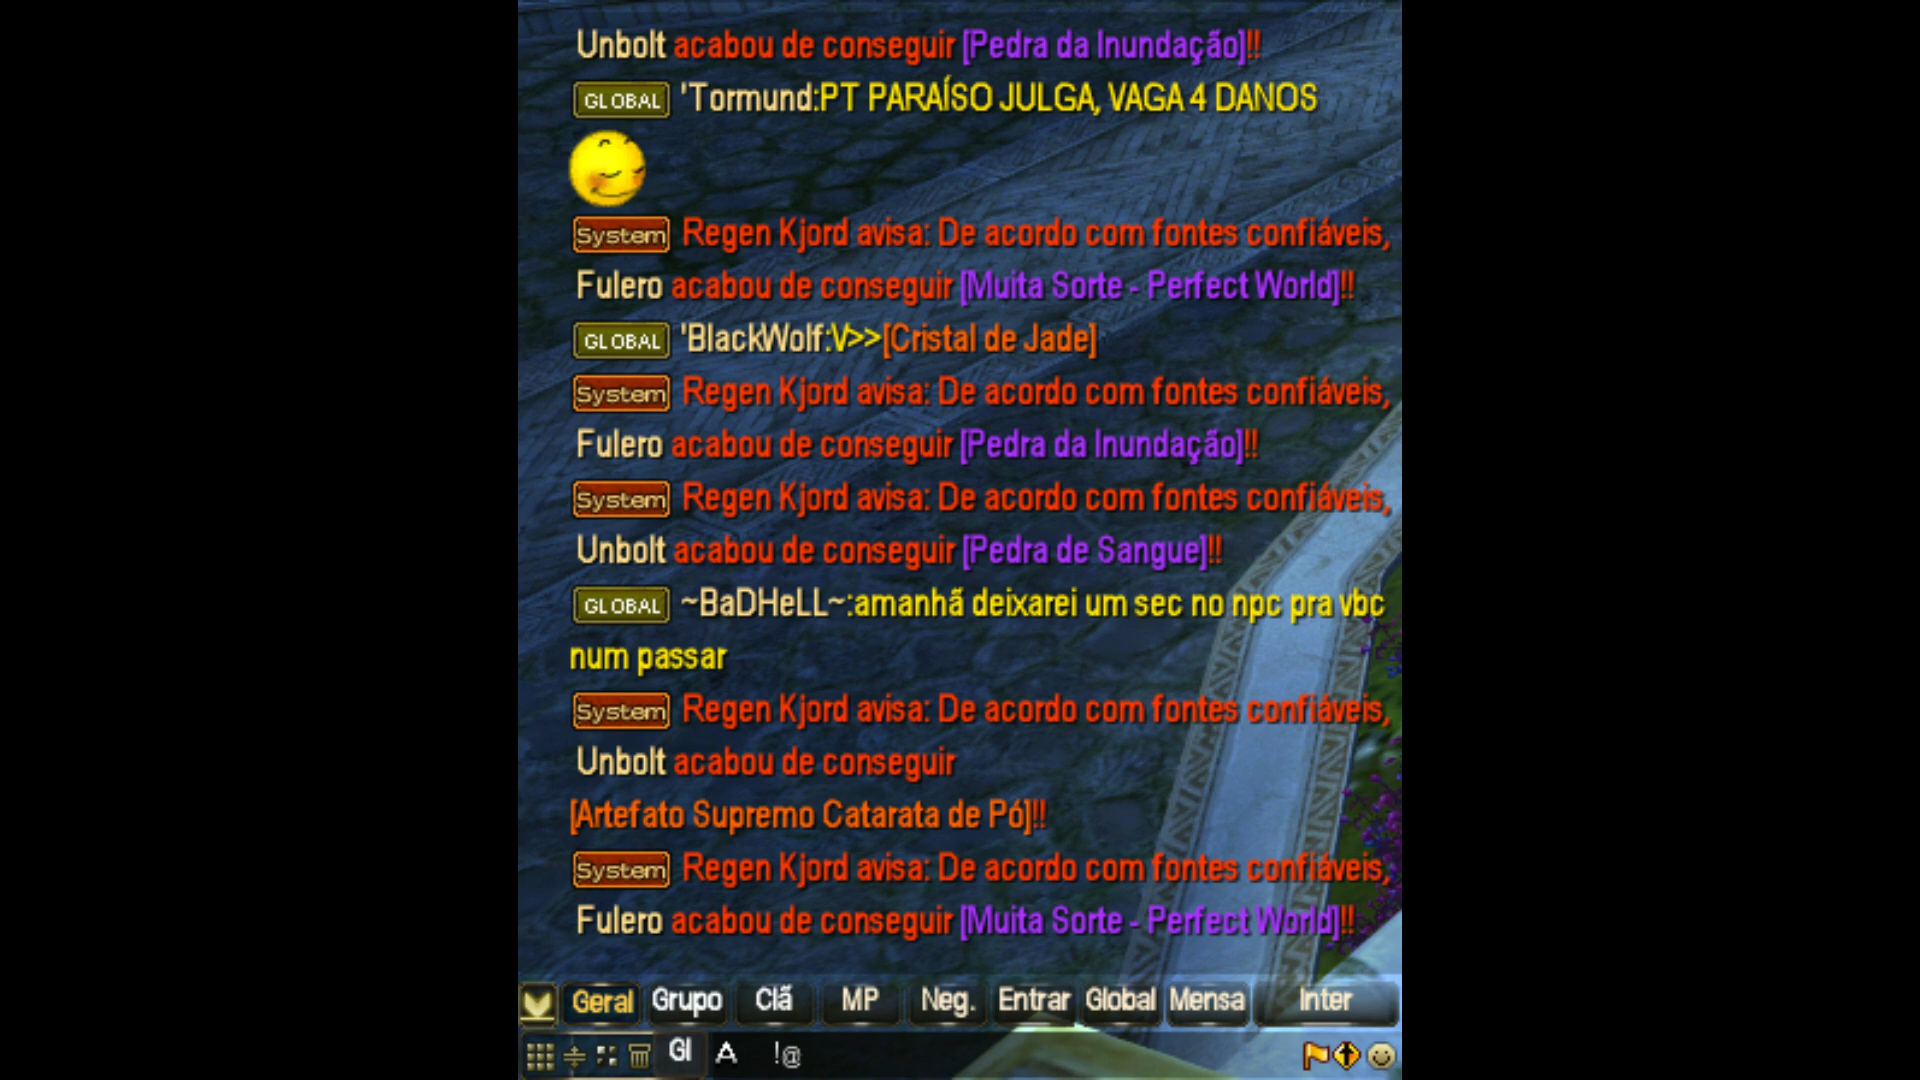 Unbolt acabou de conseguir [Pedra da Inundação]!!
GLOBAL 'Tormund:PT PARAÍSO JULGA, VAGA 4 DANOS
System Regen Kjord avisa: De acordo com fontes confiáveis,
Fulero acabou de conseguir [Muita Sorte - Perfect World]!!
GLOBAL 'BlackWolf:V>>[Cristal de Jade]
System Regen Kjord avisa: De acordo com fontes confiáveis,
Fulero acabou de conseguir [Pedra da Inundação]!!
System Regen Kjord avisa: De acordo com fontes confiáveis,
Unbolt acabou de conseguir [Pedra de Sangue]!!
GLOBAL ~BaDHeLL~:amanhã deixarei um sec no npc pra vbc
num passar
System Regen Kjord avisa: De acordo com fontes confiáveis,
Unbolt acabou de conseguir
[Artefato Supremo Catarata de Pó]!!
System Regen Kjord avisa: De acordo com fontes confiáveis,
Fulero acabou de conseguir [Muita Sorte - Perfect World]!!
Geral Grupo Clã MP Neg. Entrar Global Mensa Inter
Gl A !@